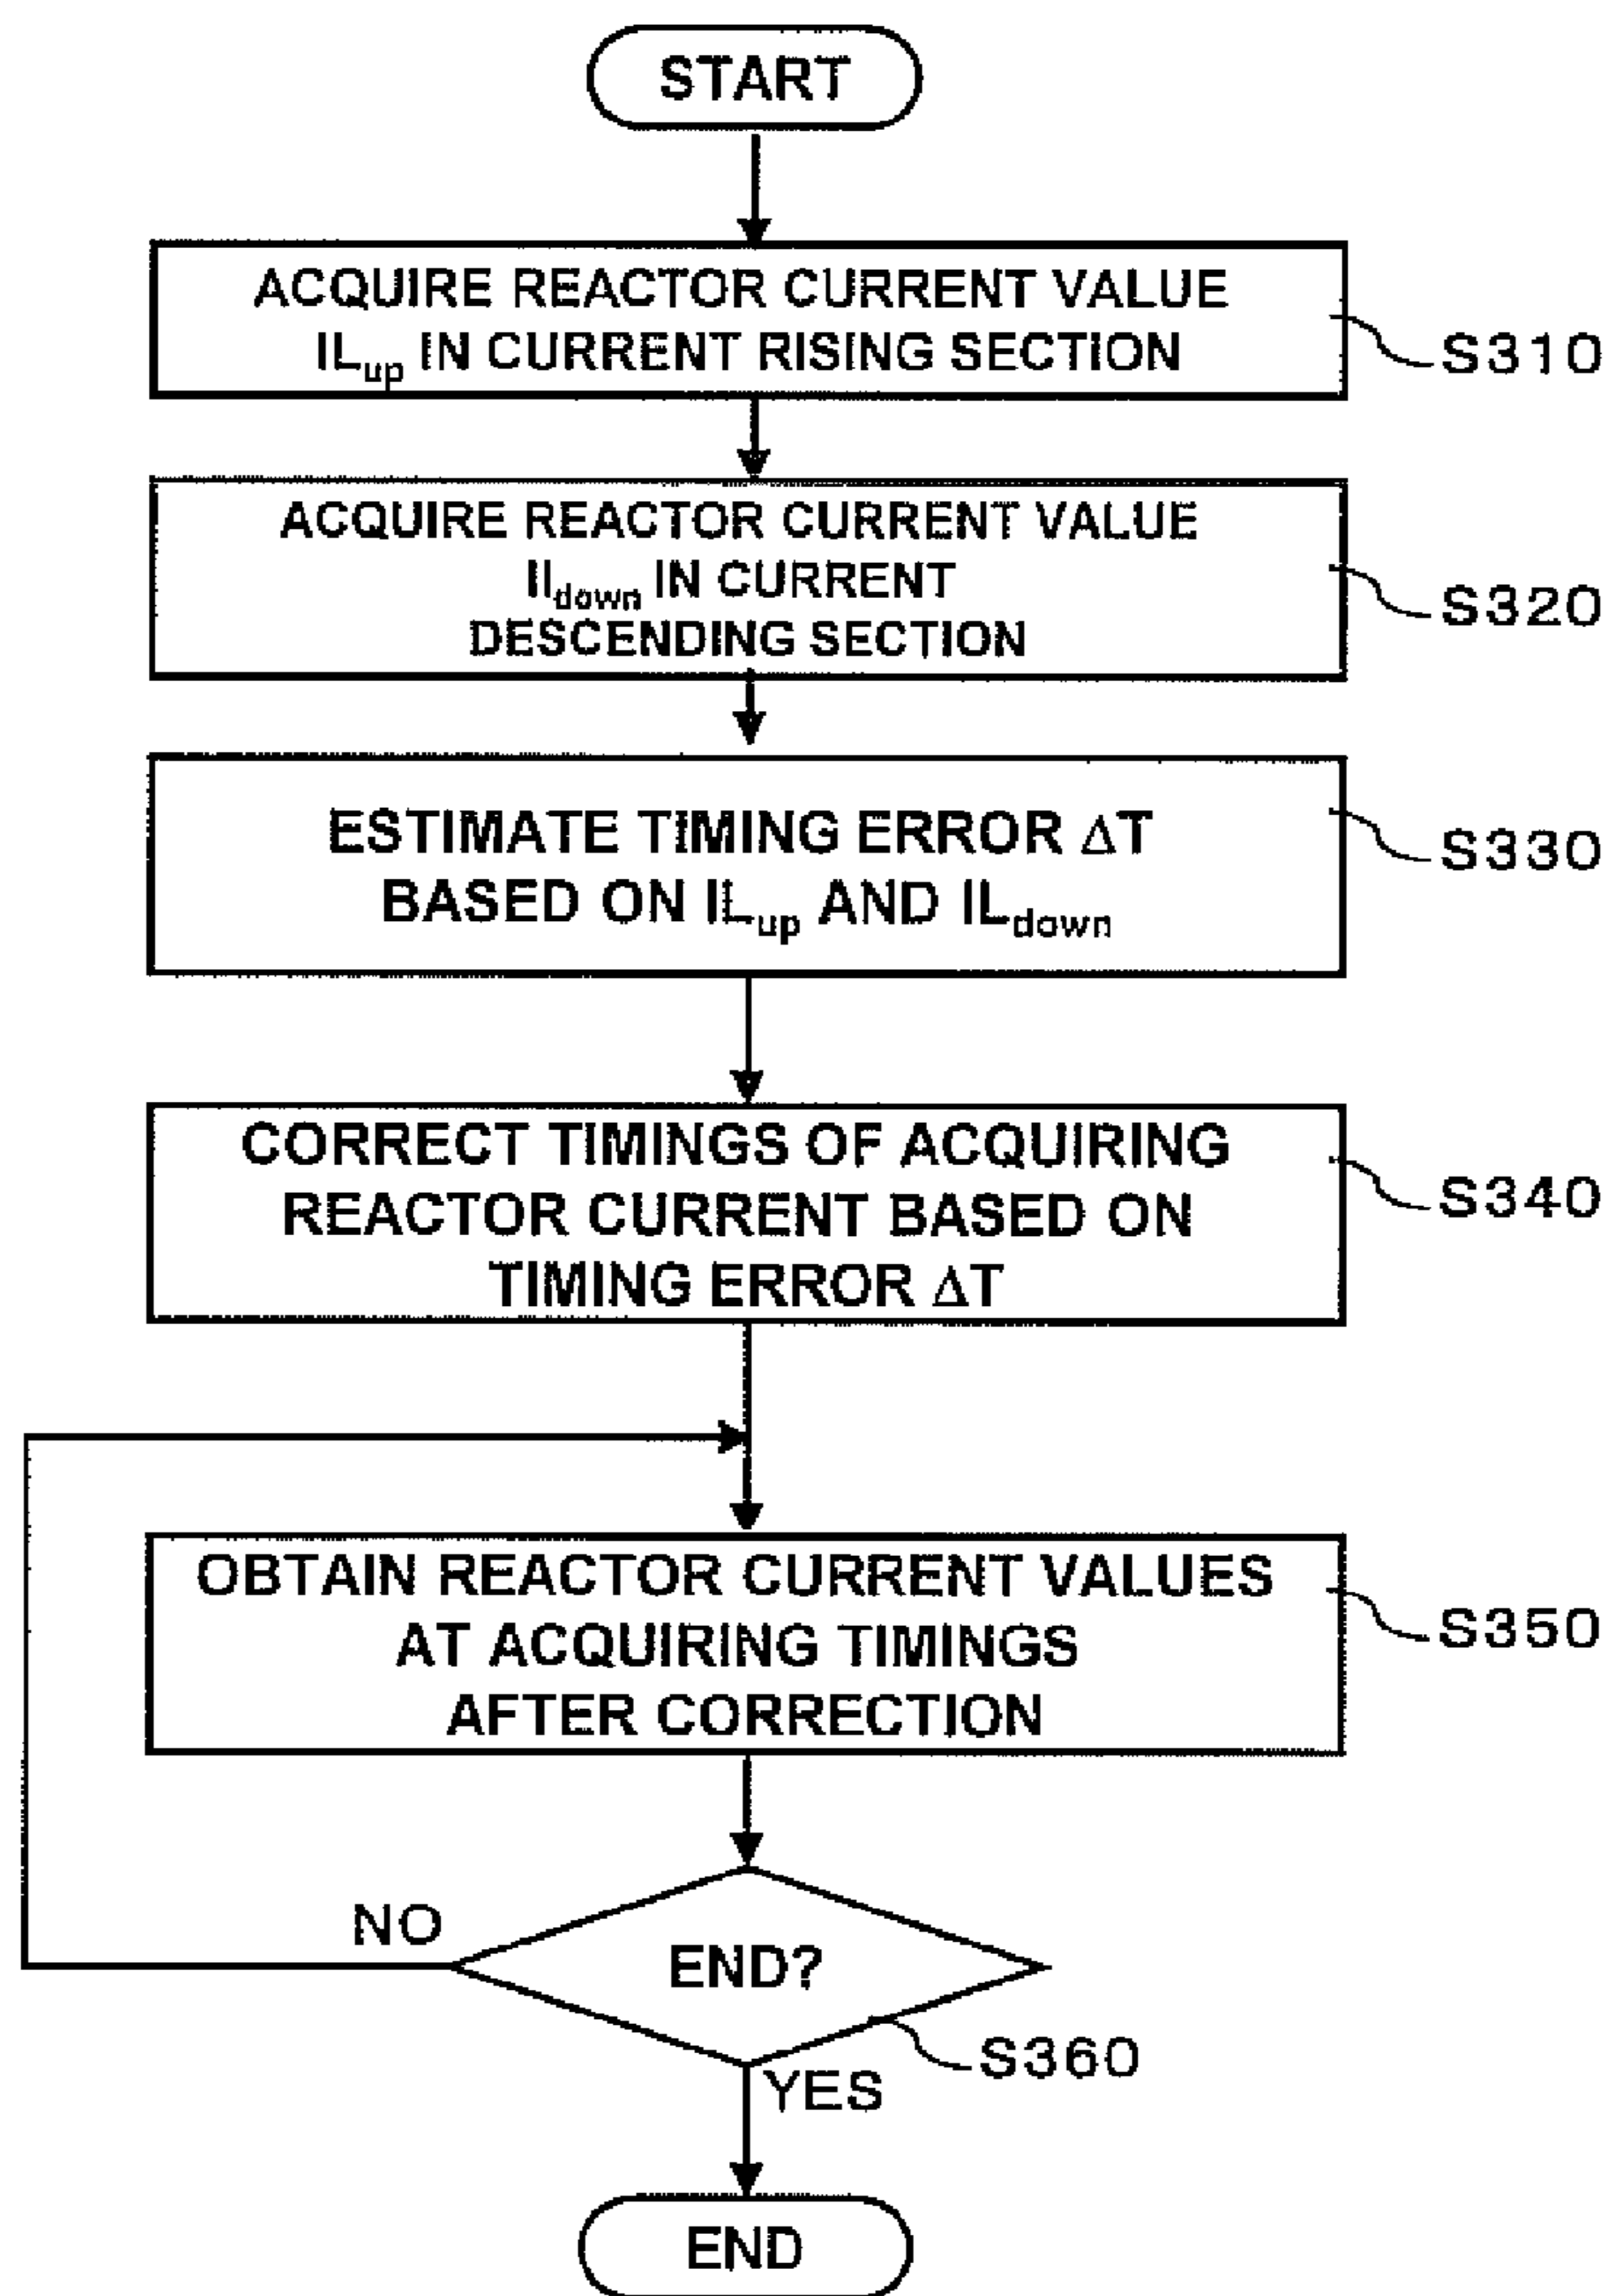 START
ACQUIRE REACTOR CURRENT VALUE
ILup IN CURRENT RISING SECTION
S310
ACQUIRE REACTOR CURRENT VALUE
IIdown IN CURRENT
DESCENDING SECTION
S320
ESTIMATE TIMING ERROR ΔT
BASED ON ILup AND ILdown
S330
CORRECT TIMINGS OF ACQUIRING
REACTOR CURRENT BASED ON
TIMING ERROR ΔT
S340
OBTAIN REACTOR CURRENT VALUES
AT ACQUIRING TIMINGS
AFTER CORRECTION
S350
NO
END?
S360
YES
END